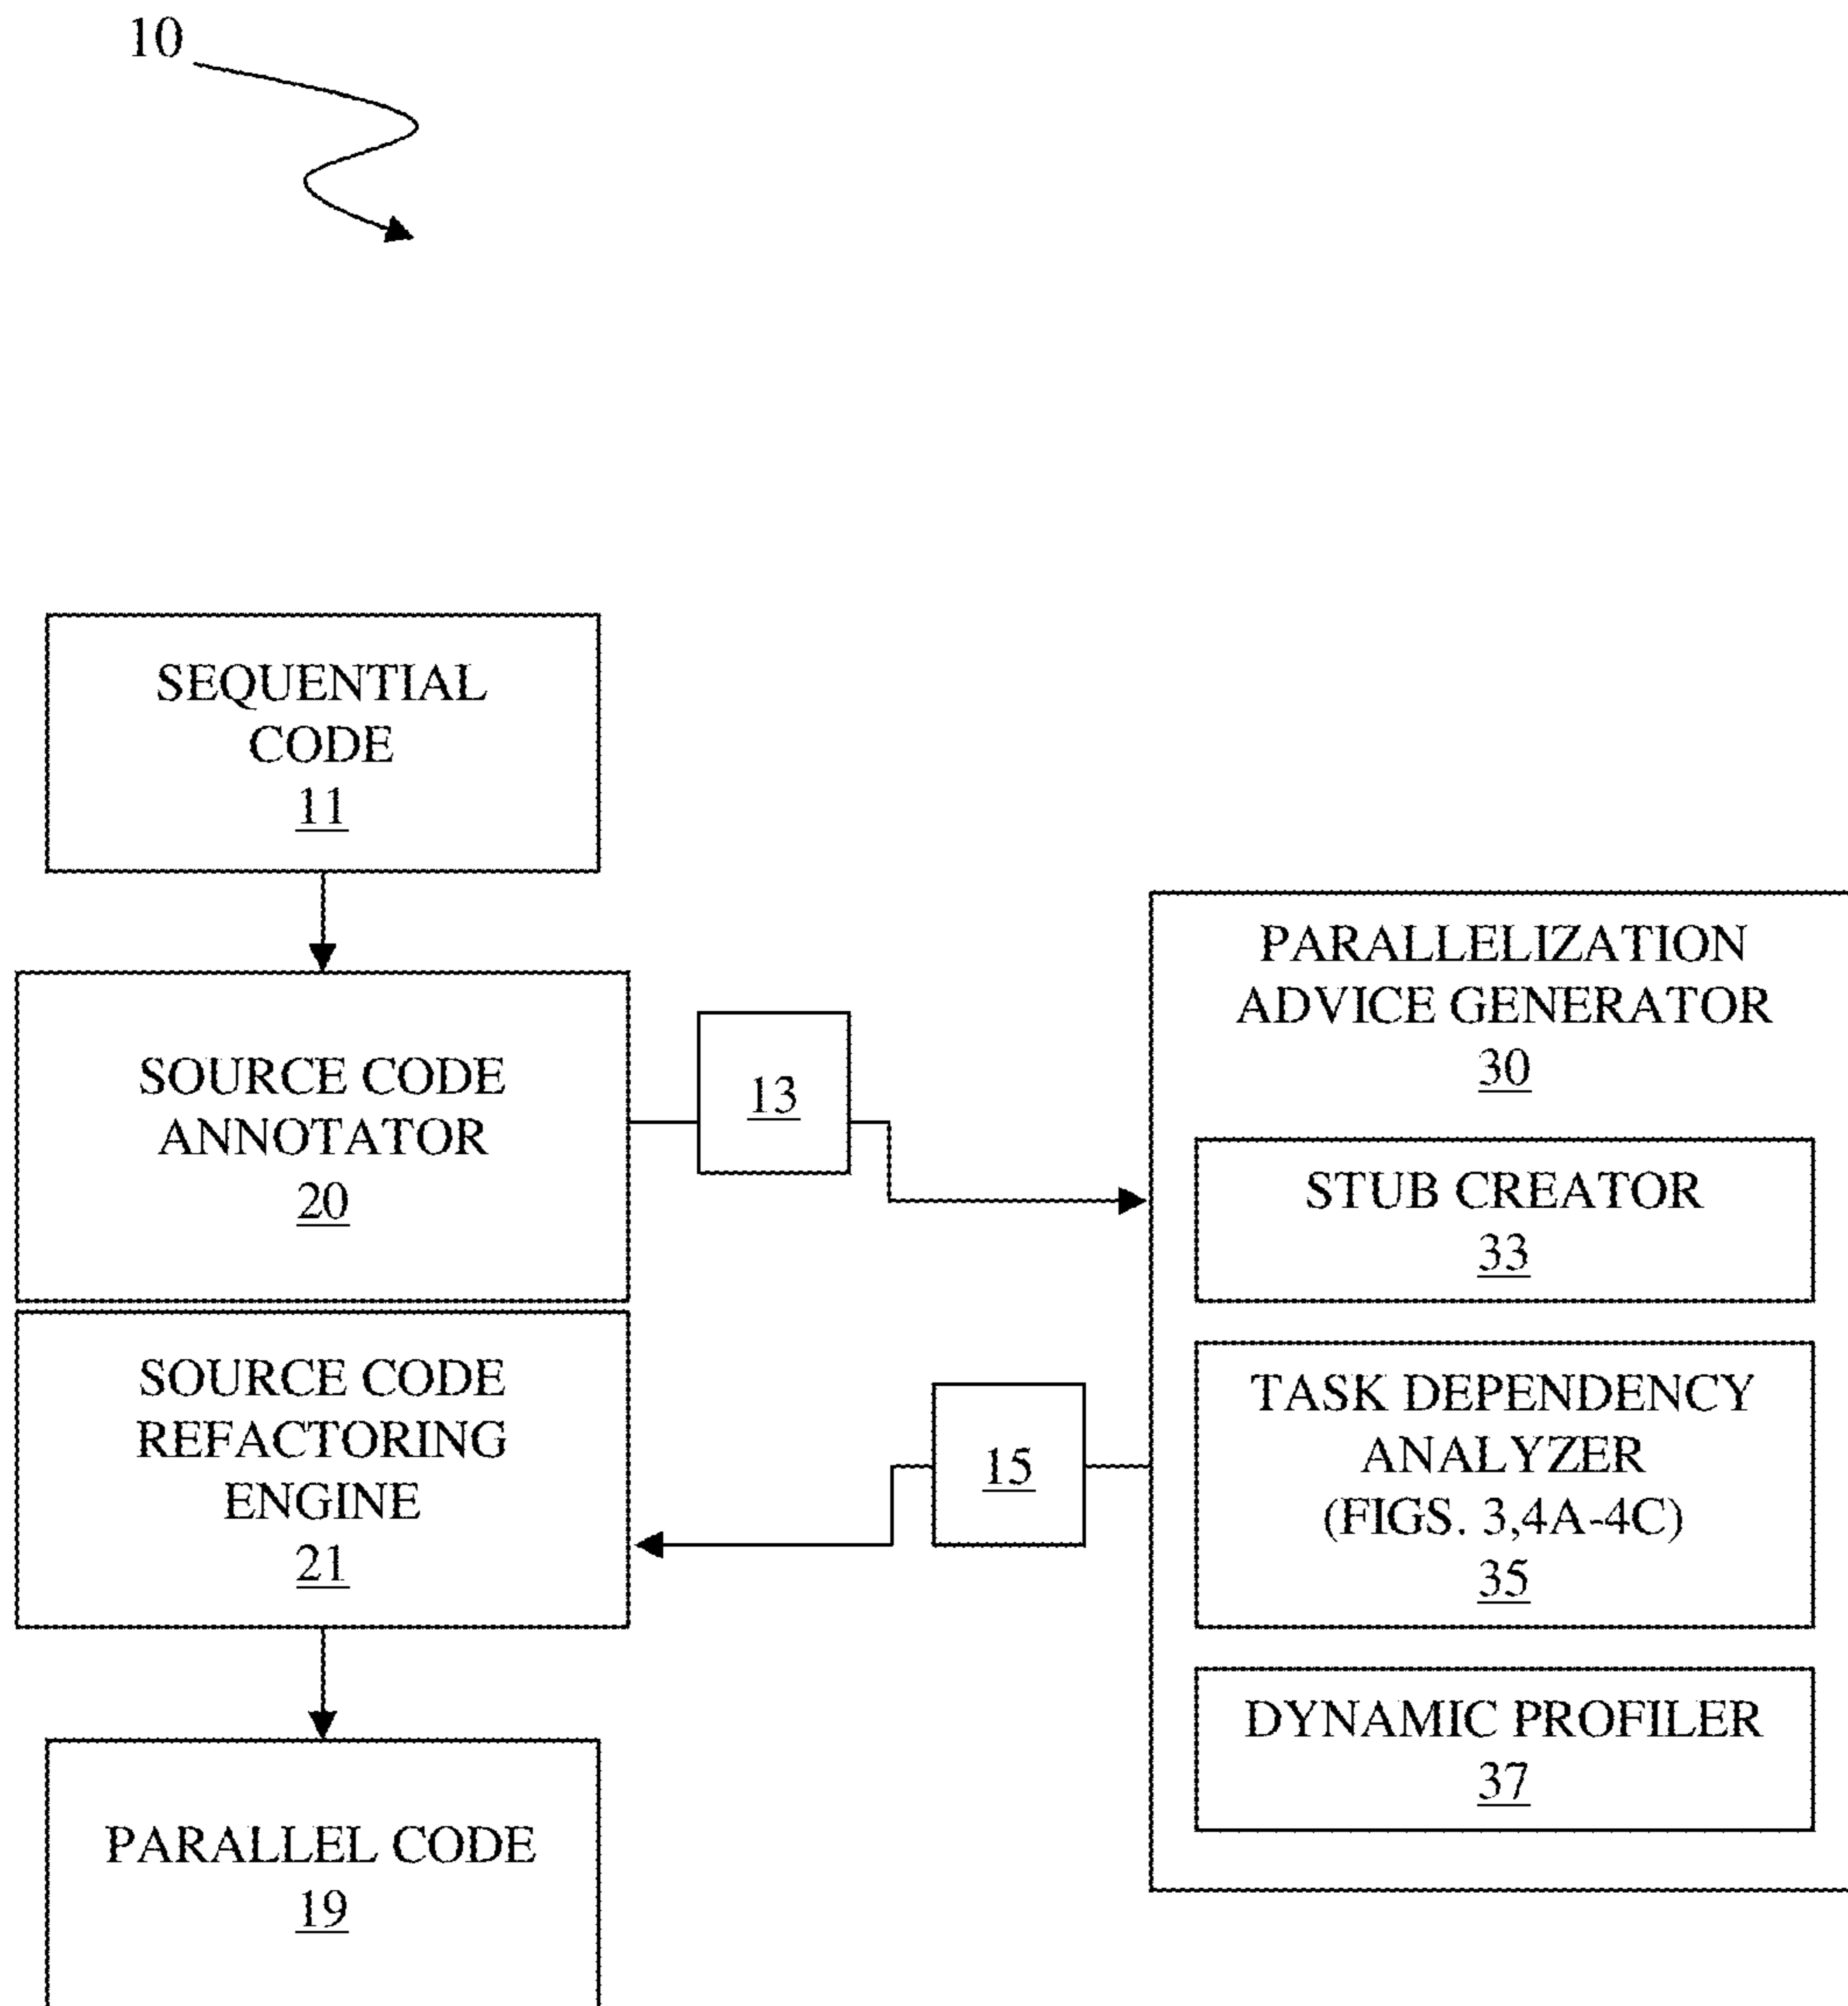 10
SEQUENTIAL
CODE
11
SOURCE CODE
ANNOTATOR
20
13
PARALLELIZATION
ADVICE GENERATOR
30
STUB CREATOR
33
SOURCE CODE
REFACTORING
ENGINE
21
15
TASK DEPENDENCY
ANALYZER
(FIGS. 3,4A-4C)
35
DYNAMIC PROFILER
37
PARALLEL CODE
19